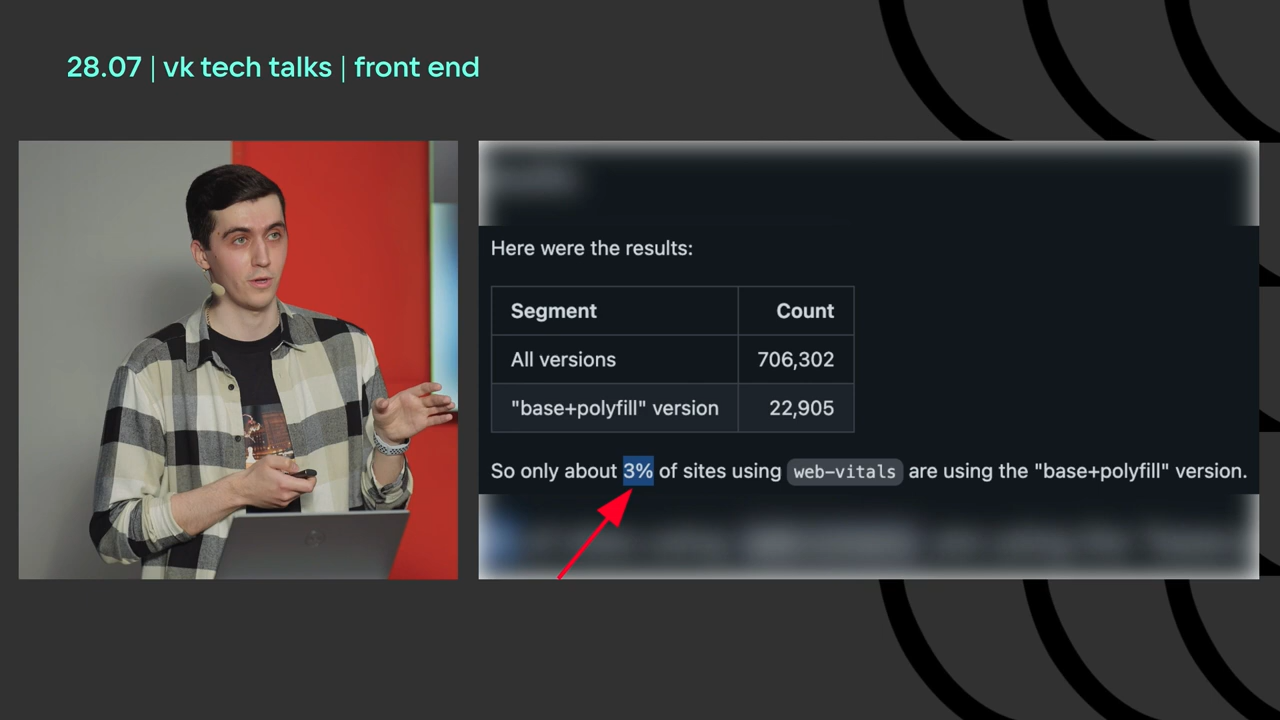 28.07 | vk tech talks | front end
Here were the results:
Segment Count
All versions 706,302
"base+polyfill" version 22,905
So only about 3% of sites using web-vitals are using the "base+polyfill" version.